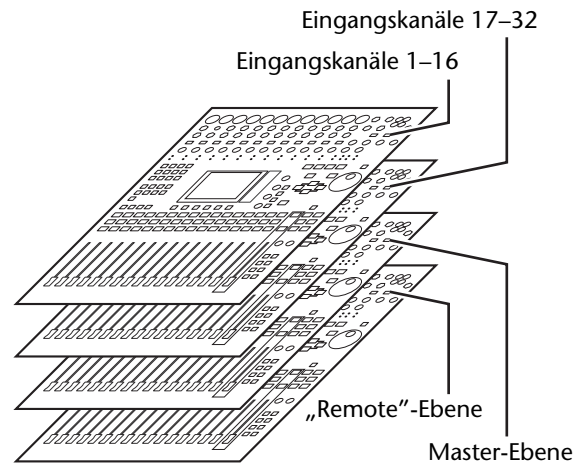 Eingangskanäle 17–32
Eingangskanäle 1–16
„Remote”-Ebene
Master-Ebene